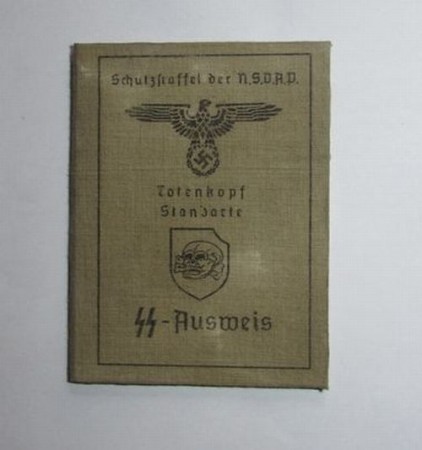 Schutzstaffel der N.S.D.A.P.
Totenkopf
Standarte
SS-Ausweis